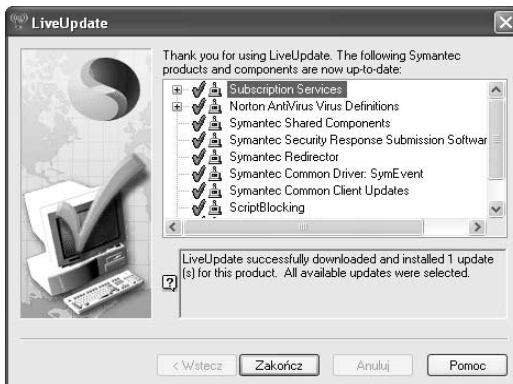 LiveUpdate
Thank you for using LiveUpdate. The following Symantec
products and components are now up-to-date:
Subscription Services
Norton AntiVirus Virus Definitions
Symantec Shared Components
Symantec Security Response Submission Softwar
Symantec Redirector
Symantec Common Driver: SymEvent
Symantec Common Client Updates
ScriptBlocking
LiveUpdate successfully downloaded and installed 1 update
(s) for this product. All available updates were selected.
< Wstecz
Zakończ
Anuluj
Pomoc